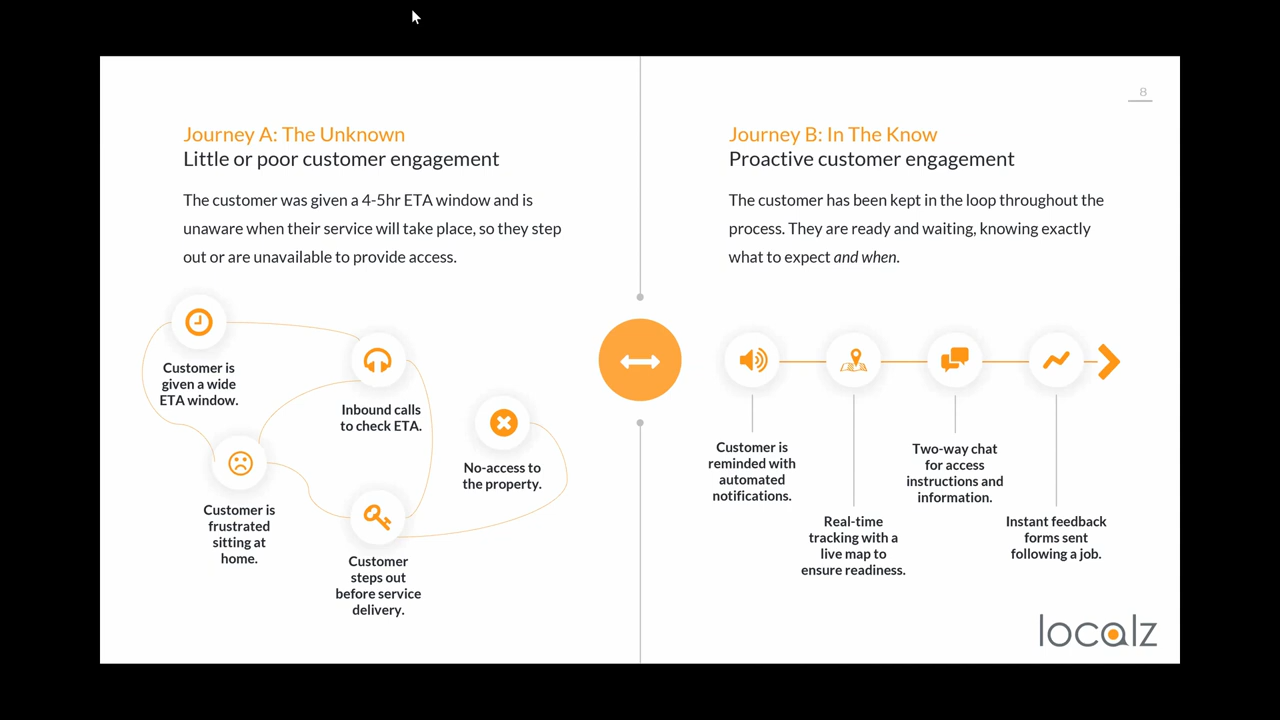 8
Journey A: The Unknown
Little or poor customer engagement
The customer was given a 4-5hr ETA window and is
unaware when their service will take place, so they step
out or are unavailable to provide access.
Customer is
given a wide
ETA window.
Inbound calls
to check ETA.
No-access to
the property.
Customer is
frustrated
sitting at
home.
Customer
steps out
before service
delivery.
Journey B: In The Know
Proactive customer engagement
The customer has been kept in the loop throughout the
process. They are ready and waiting, knowing exactly
what to expect and when.
Customer is
reminded with
automated
notifications.
Real-time
tracking with a
live map to
ensure readiness.
Two-way chat
for access
instructions and
information.
Instant feedback
forms sent
following a job.
localz